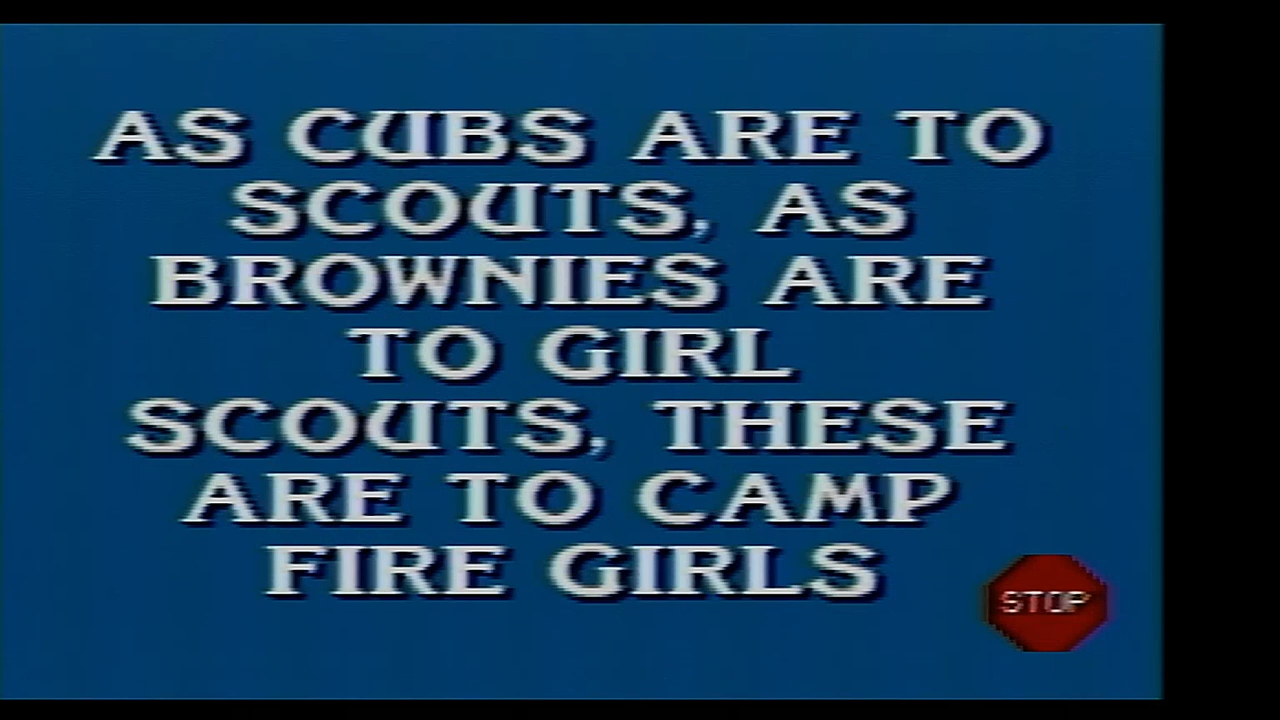 AS CUBS ARE TO
SCOUTS, AS
BROWNIES ARE
TO GIRL
SCOUTS, THESE
ARE TO CAMP
FIRE GIRLS
STOP